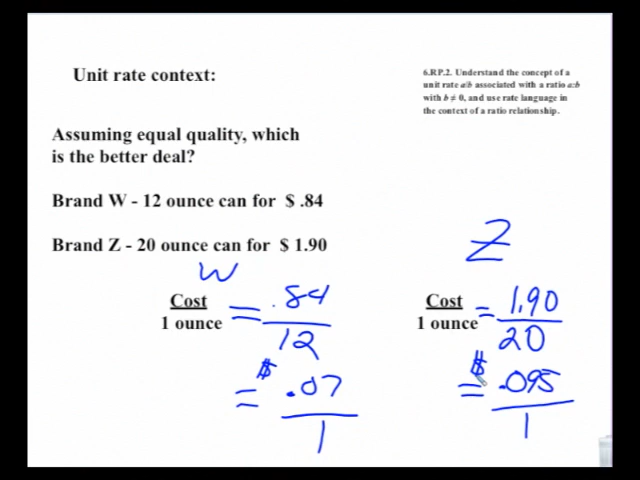 Unit rate context:
6.RP.2. Understand the concept of a
unit rate a/b associated with a ratio a:b
with b ≠ 0, and use rate language in
the context of a ratio relationship.
Assuming equal quality, which
is the better deal?
Brand W - 12 ounce can for $ .84
Brand Z - 20 ounce can for $ 1.90
W
Cost
1 ounce
= .84
12
= $ .07
1
Z
Cost
1 ounce
= 1.90
20
= $ .095
1